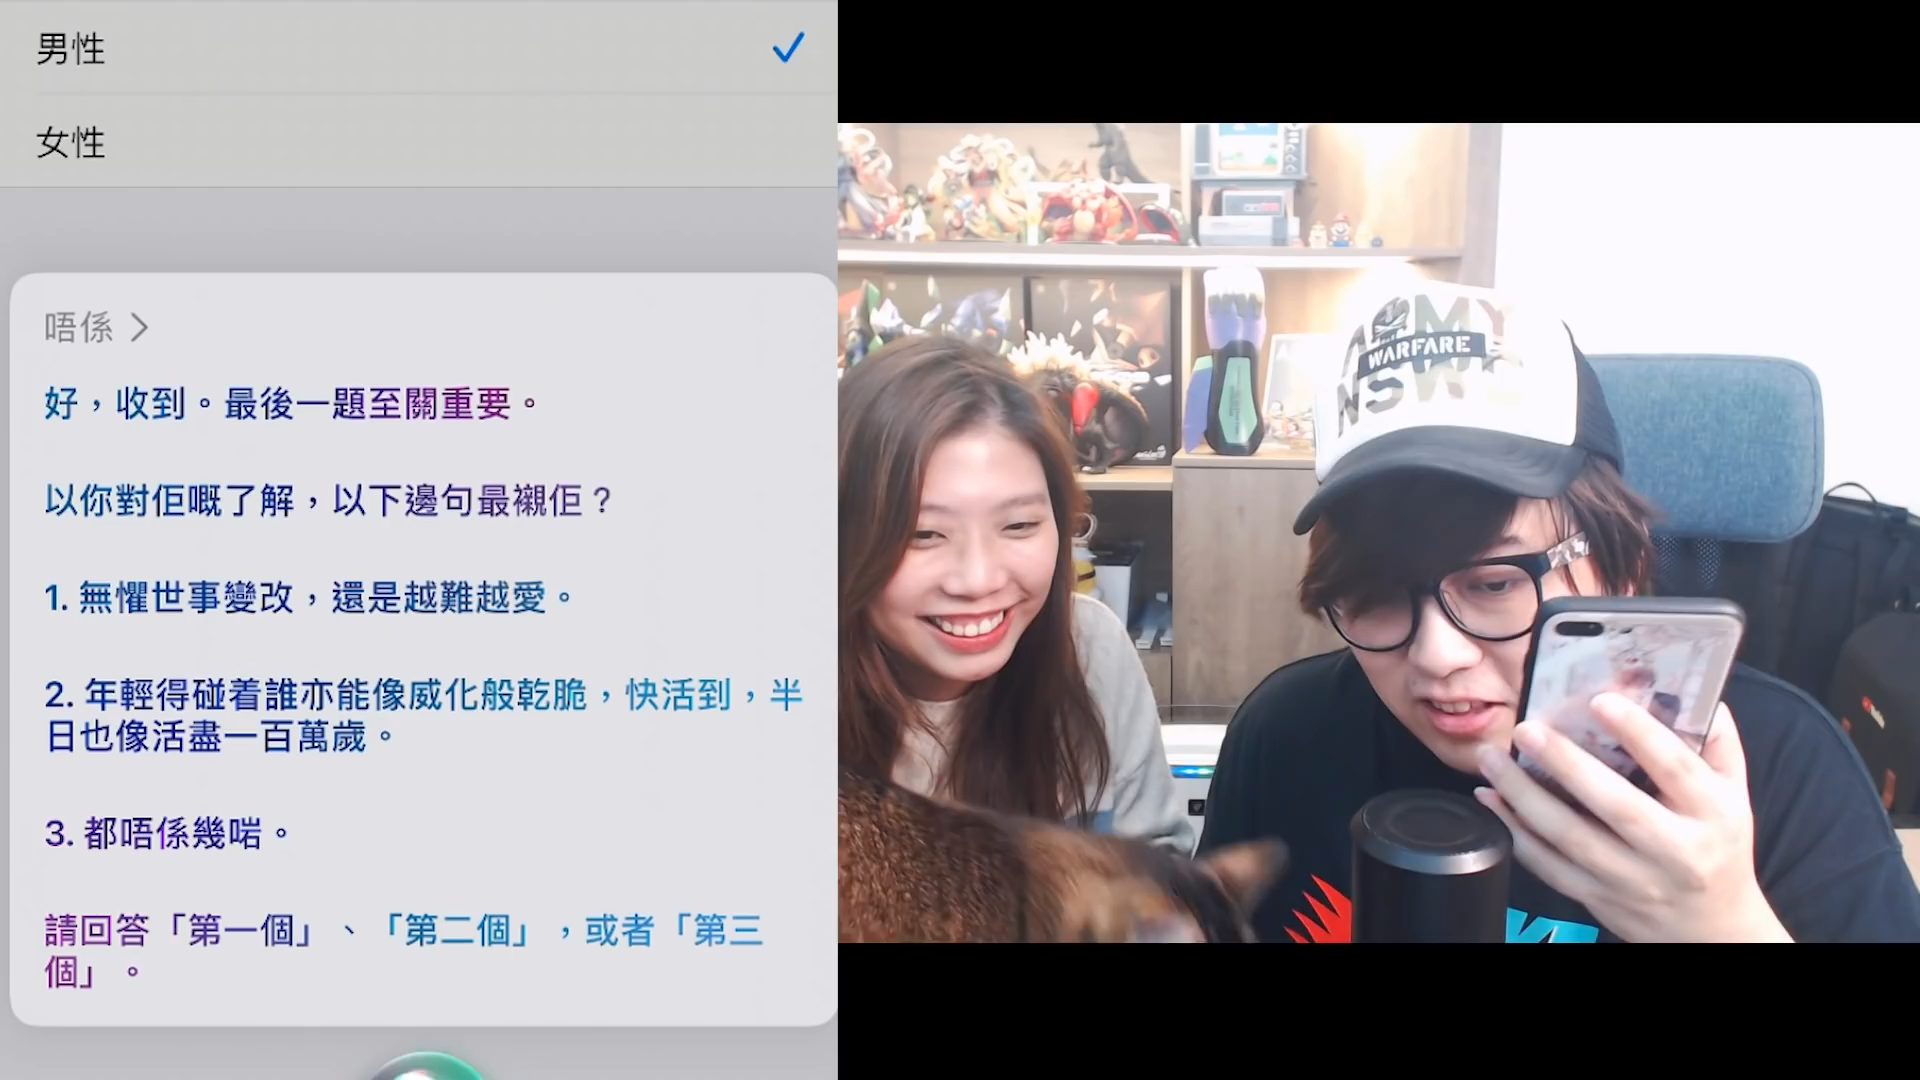 男性
女性
唔係
好，收到。最後一題至關重要。
以你對佢嘅了解，以下邊句最襯佢？
1. 無懼世事變改，還是越難越愛。
2. 年輕得碰着誰亦能像威化般乾脆，快活到，半
日也像活盡一百萬歲。
3. 都唔係幾啱。
請回答「第一個」、「第二個」，或者「第三
個」。
WARFARE